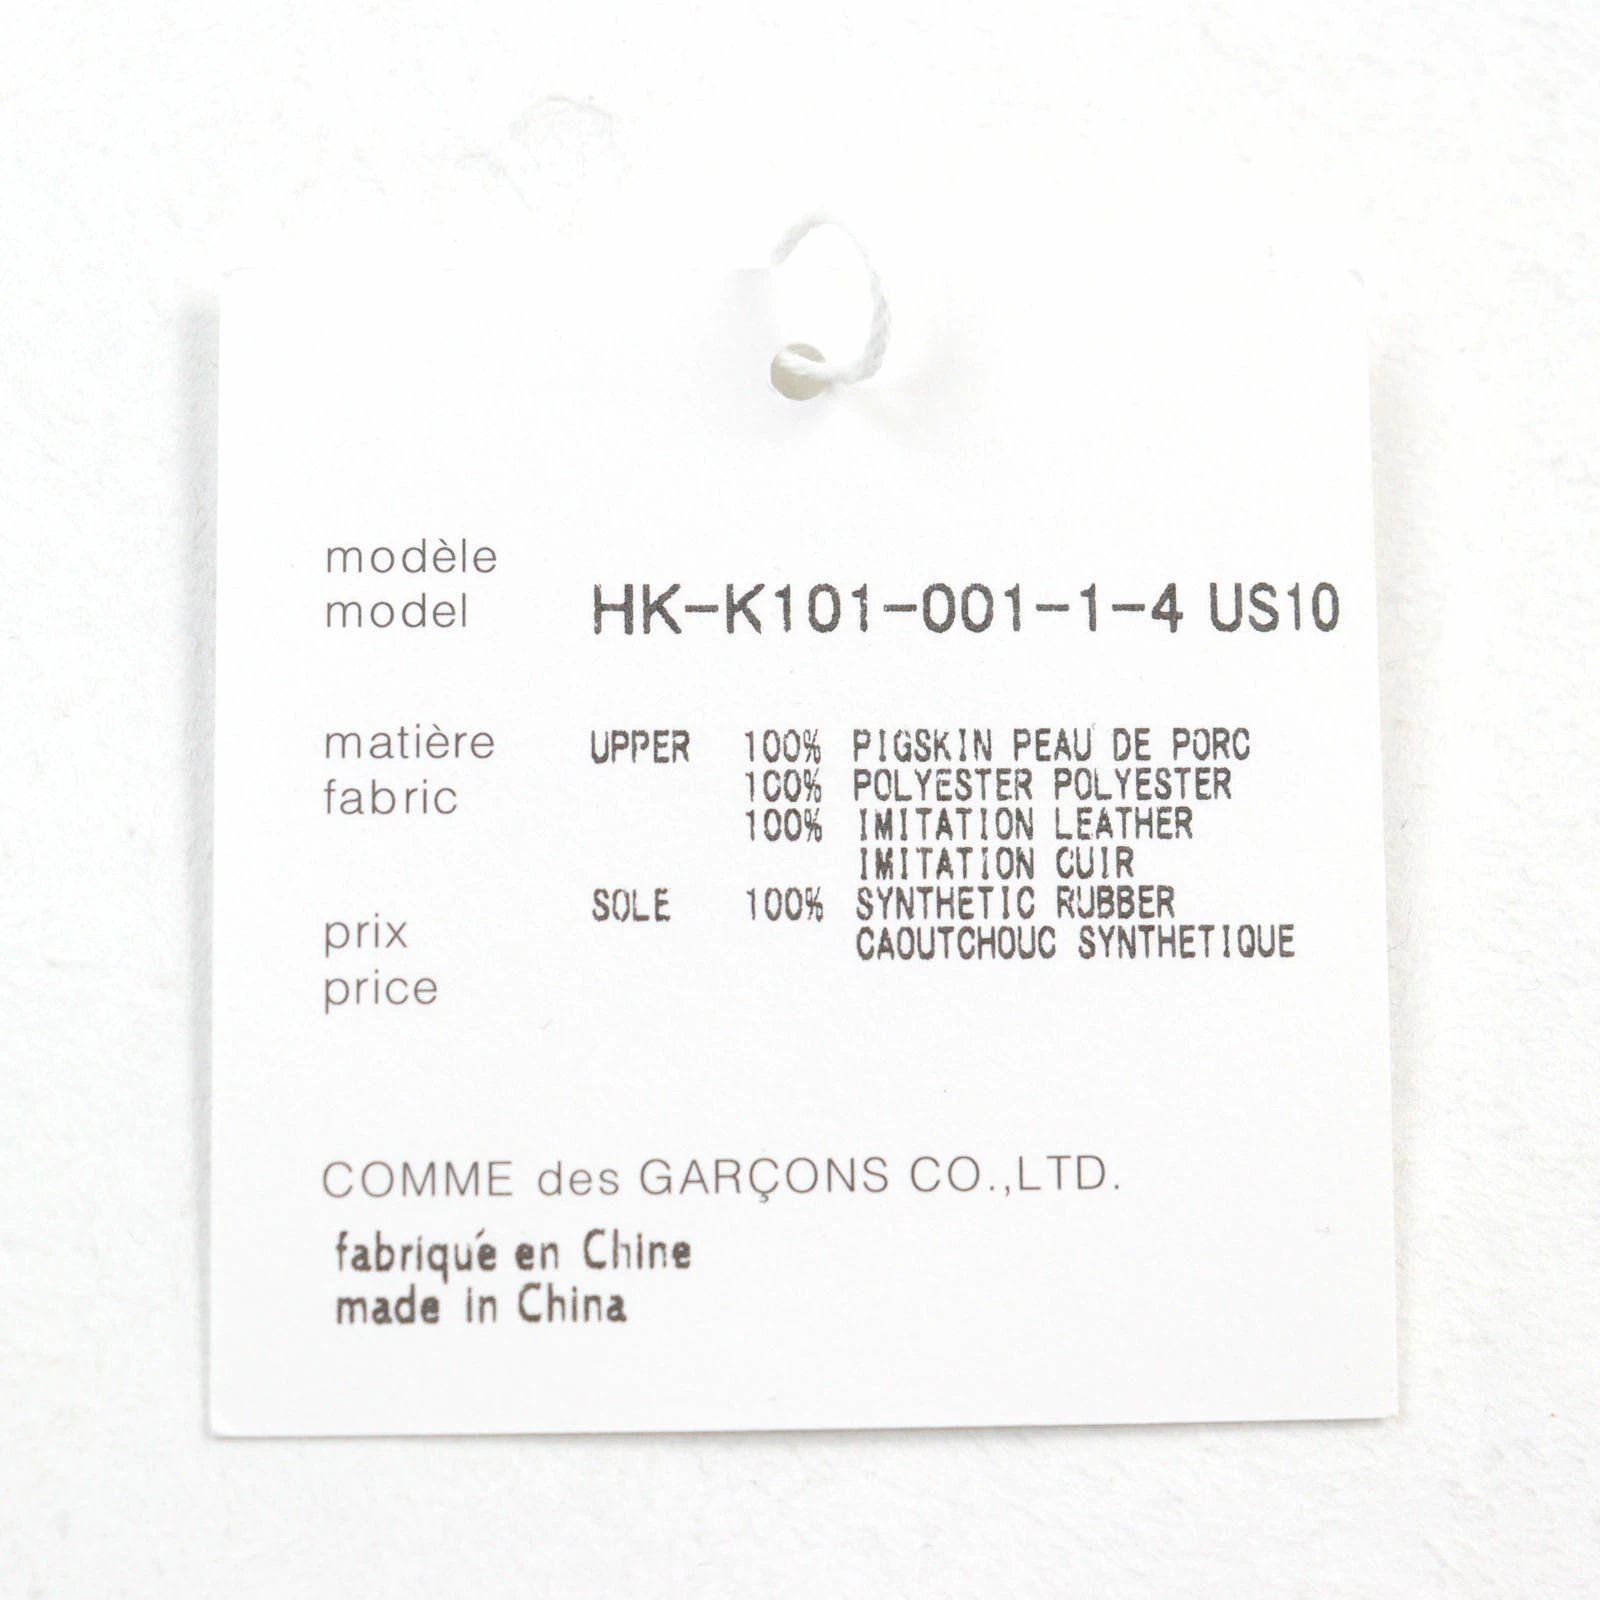 modèle
model HK-K101-001-1-4 US10
matière UPPER 100% PIGSKIN PEAU DE PORC
fabric 100% POLYESTER POLYESTER
100% IMITATION LEATHER
IMITATION CUIR
SOLE 100% SYNTHETIC RUBBER
prix CAOUTCHOUC SYNTHETIQUE
price
COMME des GARÇONS CO.,LTD.
fabriqué en Chine
made in China